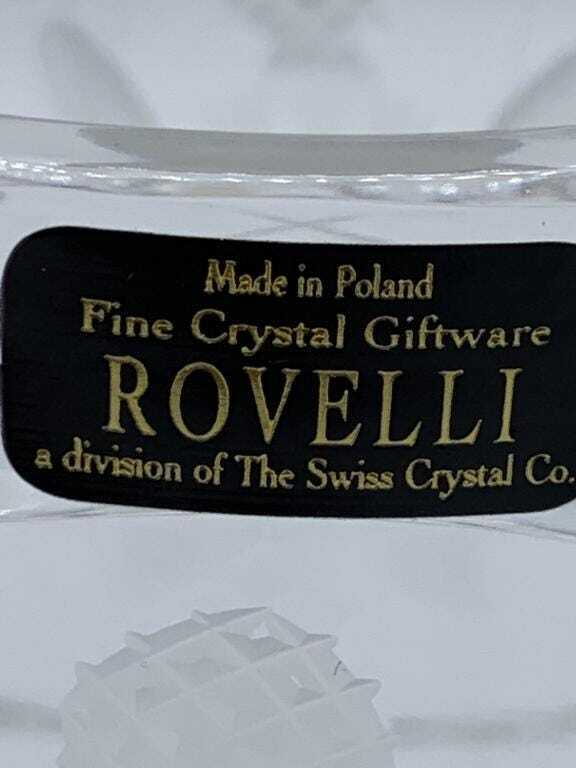 Made in Poland
Fine Crystal Giftware
ROVELLI
a division of The Swiss Crystal Co.